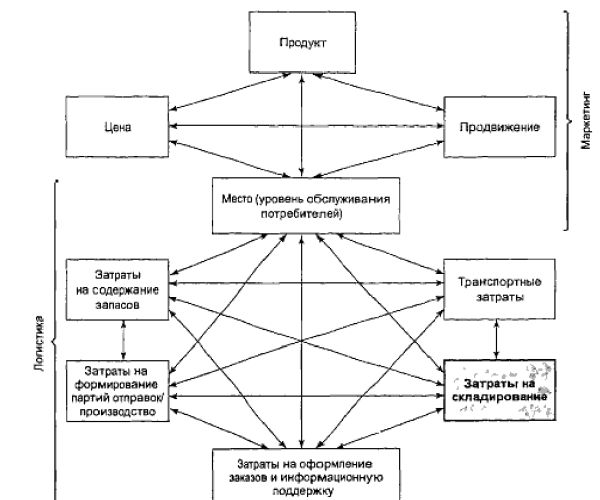 Продукт
Цена
Продвижение
Маркетинг
Место (уровень обслуживания
потребителей)
Логистика
Затраты
на содержание
запасов
Транспортные
затраты
Затраты на
формирование
партий отправок/
производство
Затраты на
складирование
Затраты на оформление
заказов и информационную
поддержку